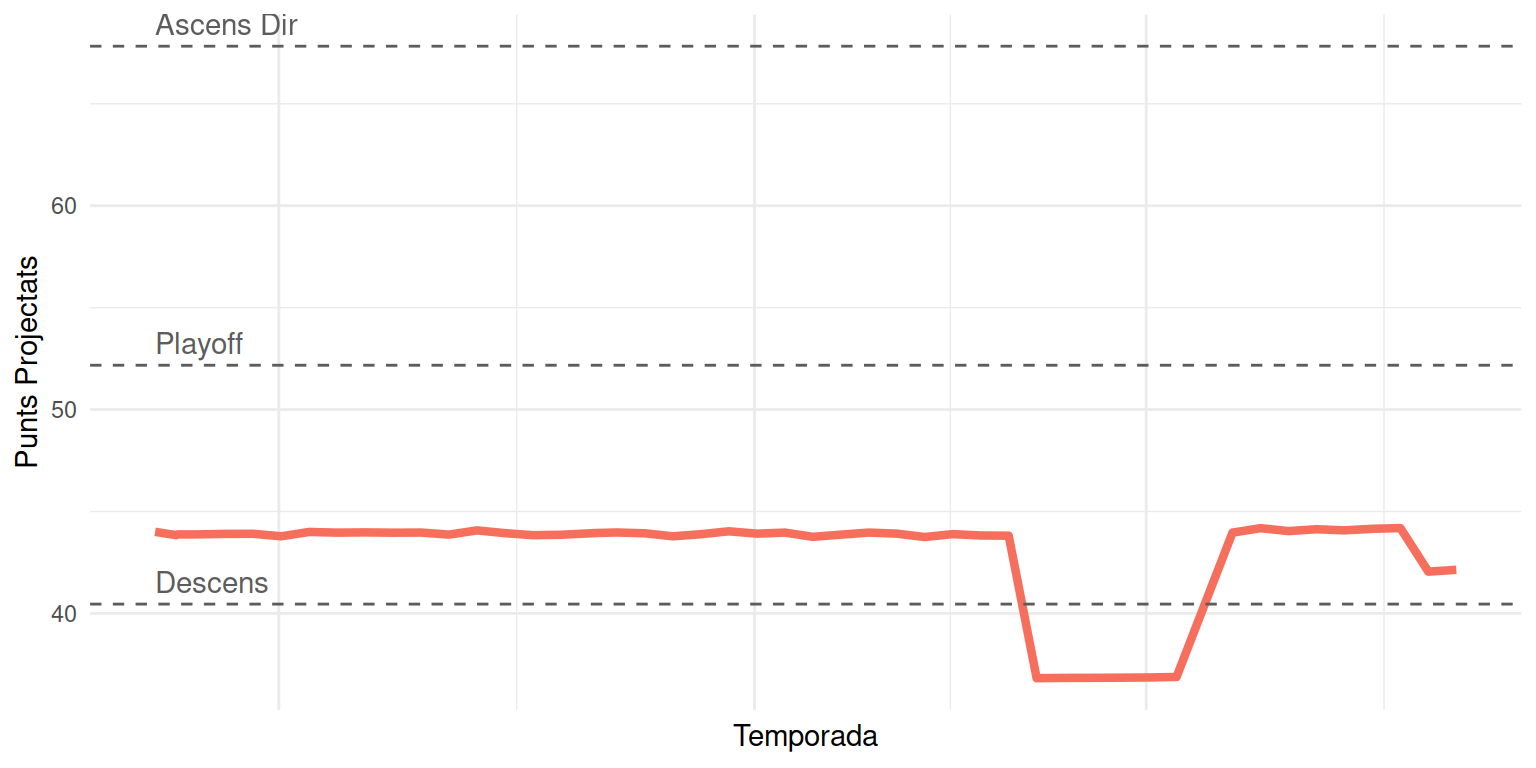 Ascens Dir
60
Playoff
50
Descens
40
Punts Projectats
Temporada